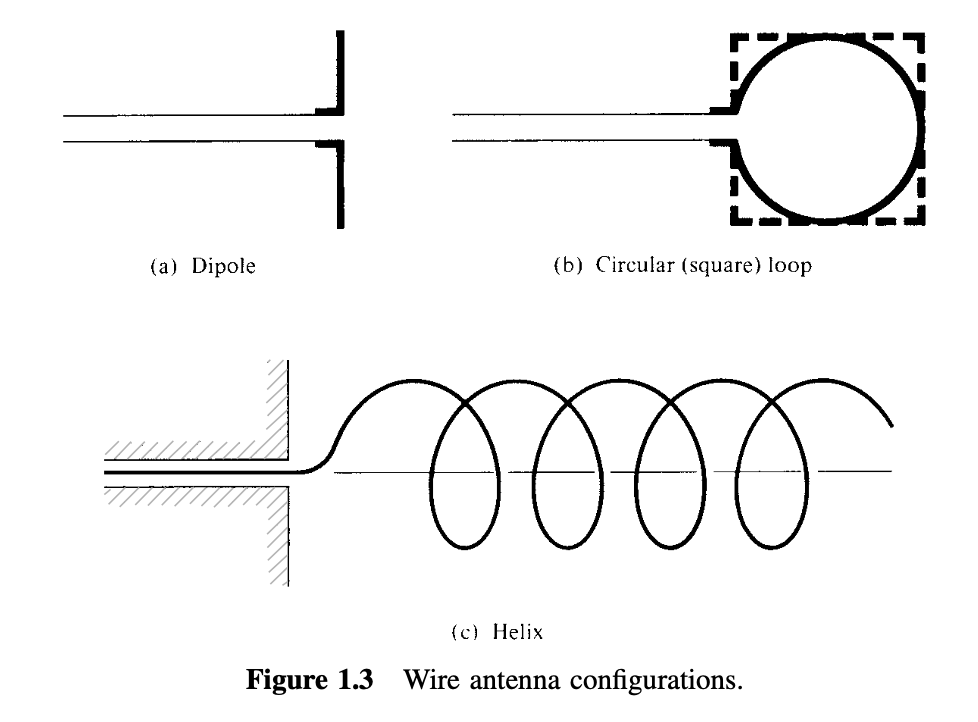 (a) Dipole
(b) Circular (square) loop
(c) Helix
Figure 1.3 Wire antenna configurations.